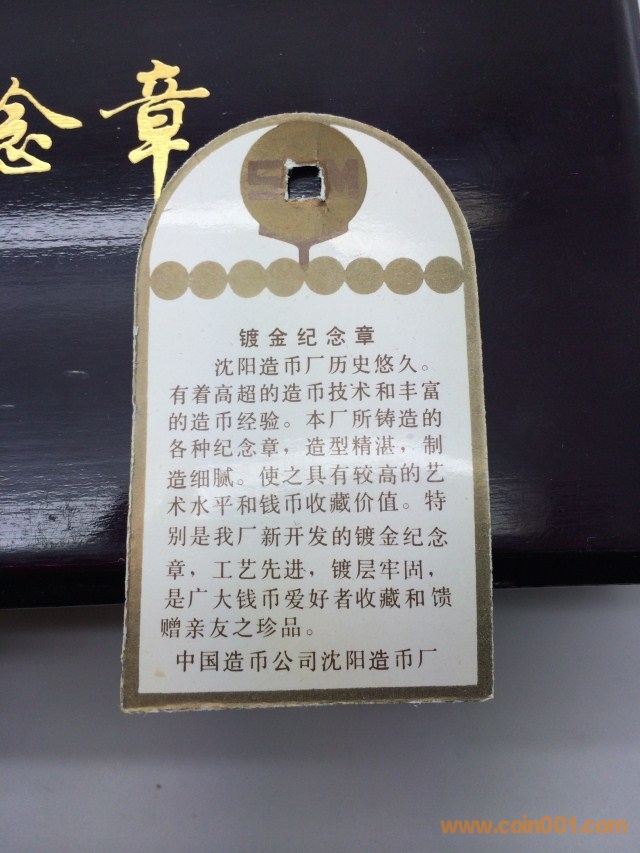 念章
SM
镀金纪念章
沈阳造币厂历史悠久。
有着高超的造币技术和丰富
的造币经验。本厂所铸造的
各种纪念章，造型精湛，制
造细腻。使之具有较高的艺
术水平和钱币收藏价值。特
别是我厂新开发的镀金纪念
章，工艺先进，镀层牢固，
是广大钱币爱好者收藏和馈
赠亲友之珍品。
中国造币公司沈阳造币厂
www.coin001.com